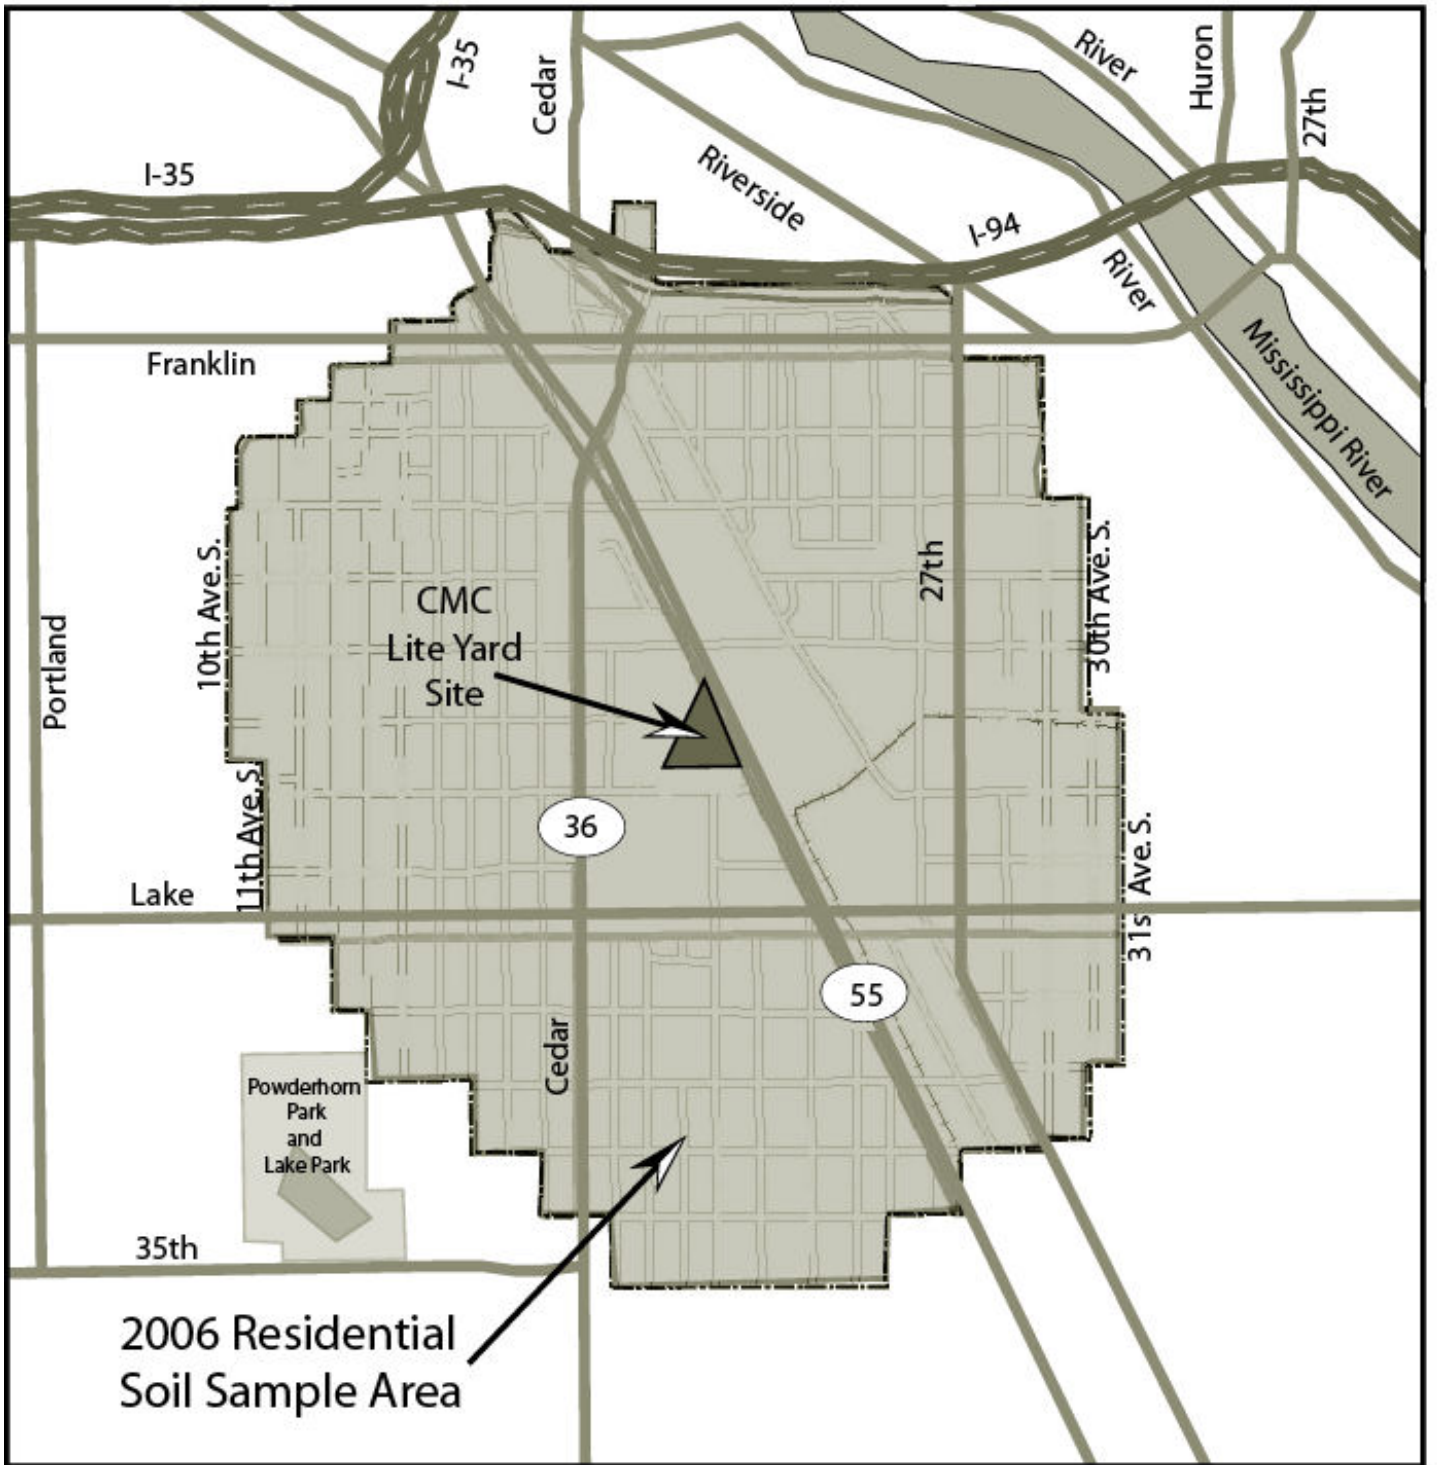 I-35
Cedar
River
Huron
27th
I-35
Riverside
I-94
River
Franklin
Mississippi River
10th Ave. S.
CMC
Lite Yard
Site
27th
30th Ave. S.
Portland
11th Ave. S.
36
Lake
31st Ave. S.
55
Cedar
Powderhorn
Park
and
Lake Park
35th
2006 Residential
Soil Sample Area